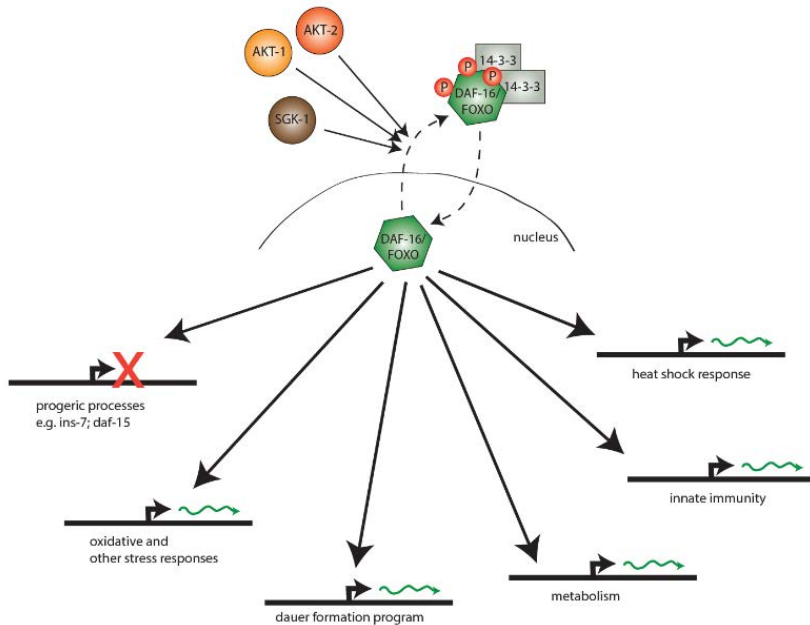 AKT-2
AKT-1
SGK-1
P
P
P
14-3-3
14-3-3
DAF-16/
FOXO
nucleus
DAF-16/
FOXO
heat shock response
progeric processes
e.g. ins-7; daf-15
X
innate immunity
oxidative and
other stress responses
metabolism
dauer formation program